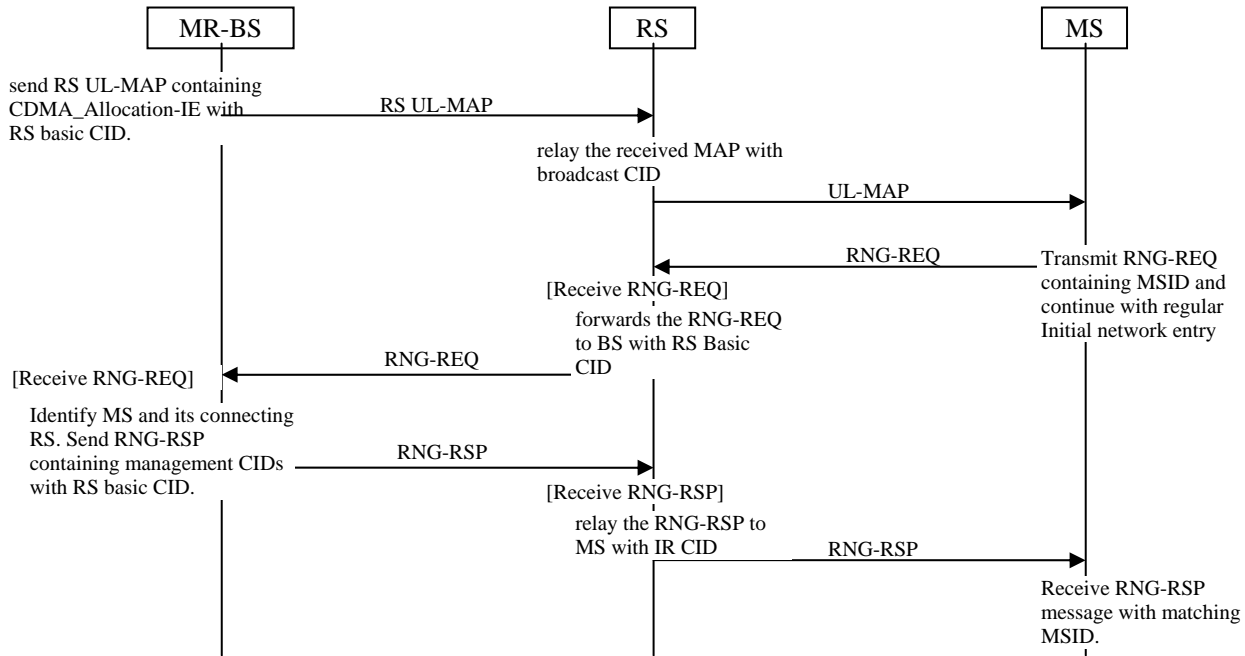 MR-BS
RS
MS
send RS UL-MAP containing
CDMA_Allocation-IE with
RS basic CID.
RS UL-MAP
relay the received MAP with
broadcast CID
UL-MAP
RNG-REQ
Transmit RNG-REQ
containing MSID and
continue with regular
Initial network entry
[Receive RNG-REQ]
forwards the RNG-REQ
to BS with RS Basic
CID
RNG-REQ
[Receive RNG-REQ]
Identify MS and its connecting
RS. Send RNG-RSP
containing management CIDs
with RS basic CID.
RNG-RSP
[Receive RNG-RSP]
relay the RNG-RSP to
MS with IR CID
RNG-RSP
Receive RNG-RSP
message with matching
MSID.